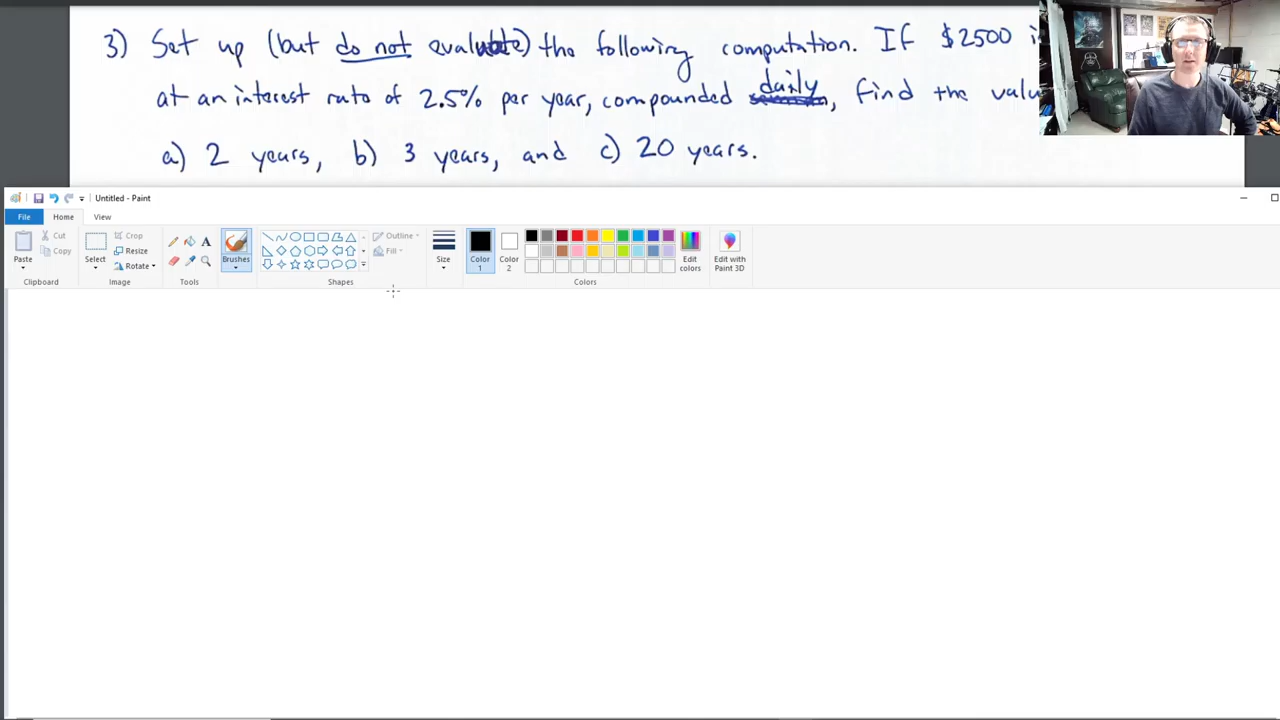 3) Set up (but do not evaluate) the following computation. If $2500
at an interest rate of 2.5% per year, compounded daily, find the
a) 2 years, b) 3 years, and c) 20 years.
Untitled - Paint
File Home View
Paste
Cut
Copy
Clipboard
Select
Crop
Resize
Rotate
Image
Tools
Brushes
Outline
Fill
Shapes
Size
Color 1
Color 2
Edit colors
Colors
Edit with Paint 3D